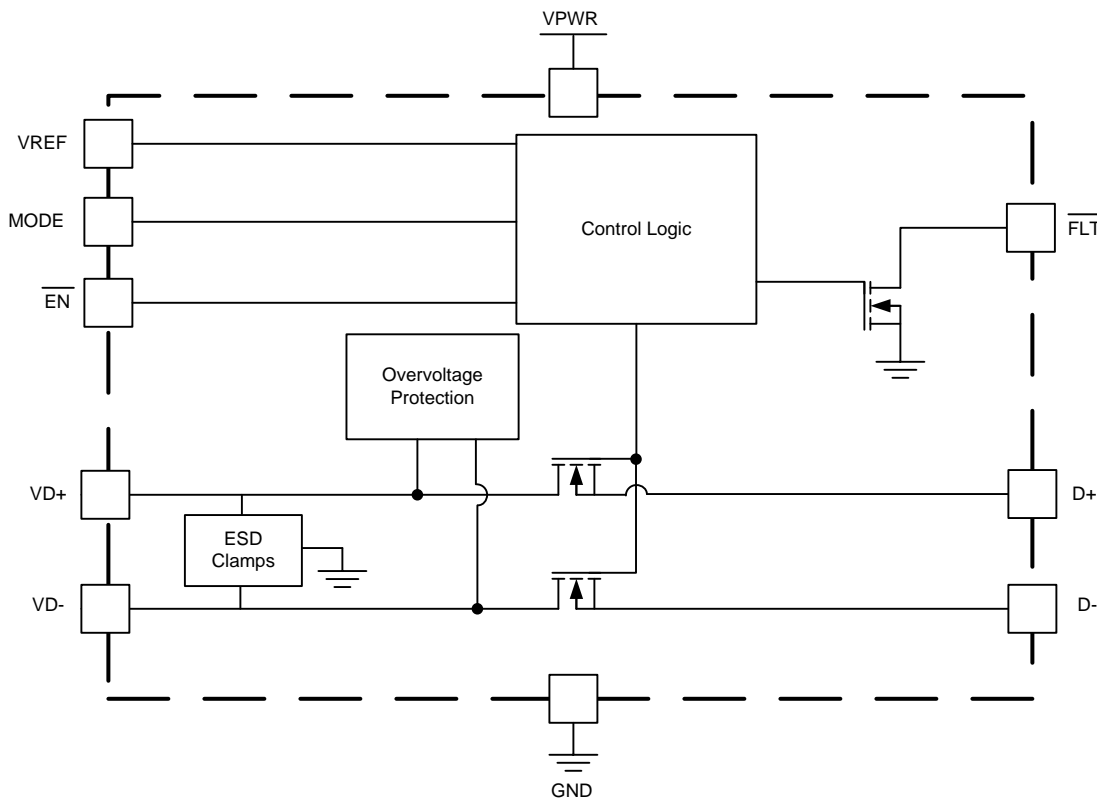 VPWR
VREF
MODE
Control Logic
FLT
EN
Overvoltage
Protection
VD+
D+
ESD
Clamps
VD-
D-
GND